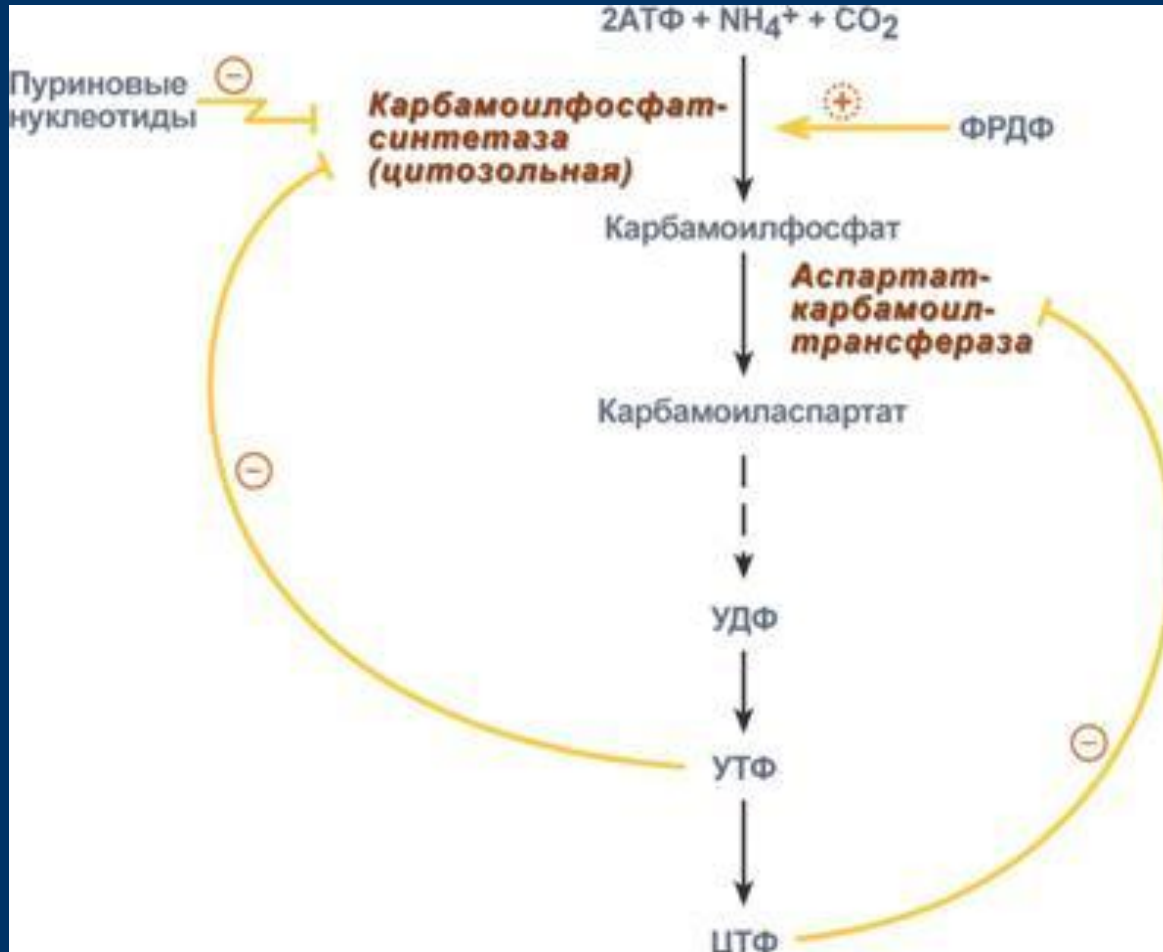 2АТФ + NH4+ + CO2
Пуриновые
нуклеотиды
−
Карбамоилфосфат-
синтетаза
(цитозольная)
+
ФРДФ
Карбамоилфосфат
Аспартат-
карбамоил-
трансфераза
Карбамоиласпартат
−
УДФ
−
УТФ
ЦТФ